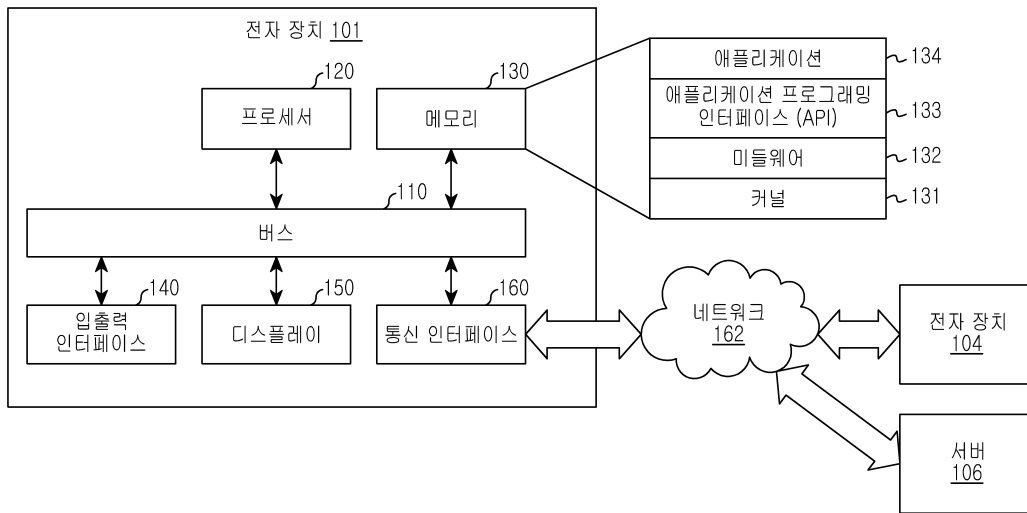 전자 장치 101
120
프로세서
130
메모리
110
버스
140
입출력
인터페이스
150
디스플레이
160
통신 인터페이스
애플리케이션
134
애플리케이션 프로그래밍
인터페이스 (API)
133
미들웨어
132
커널
131
네트워크
162
전자 장치
104
서버
106